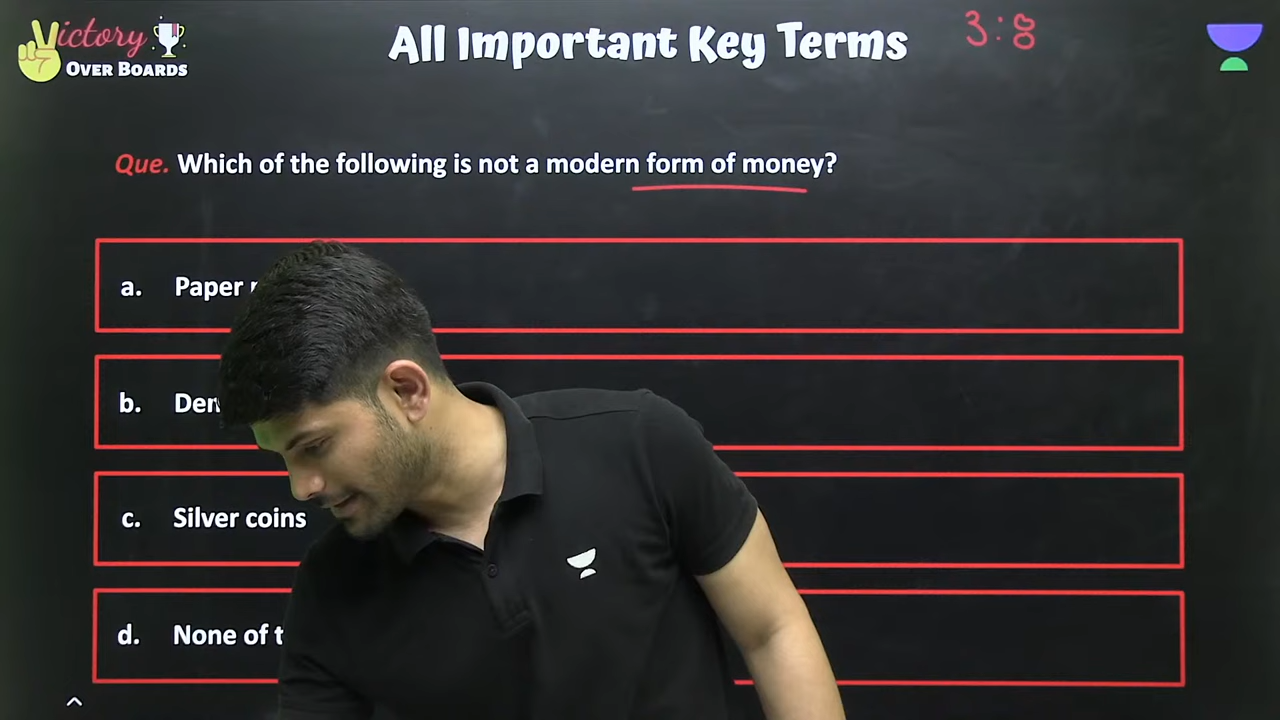 Victory
OVER BOARDS
All Important Key Terms
3:8
Que. Which of the following is not a modern form of money?
a. Paper
b.
c. Silver coins
d. None of